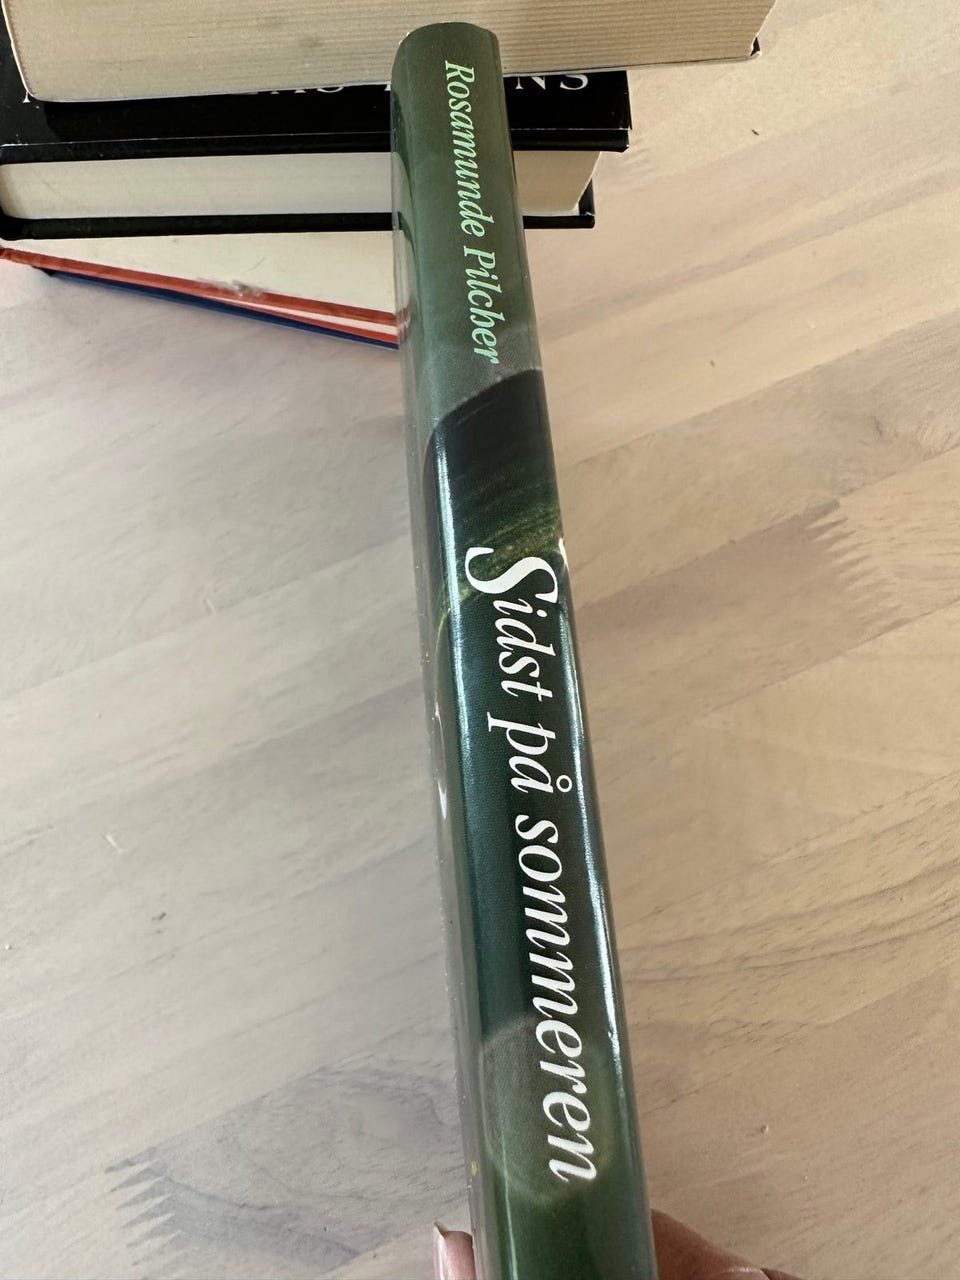 Rosamunde Pilcher
Sidst på sommeren